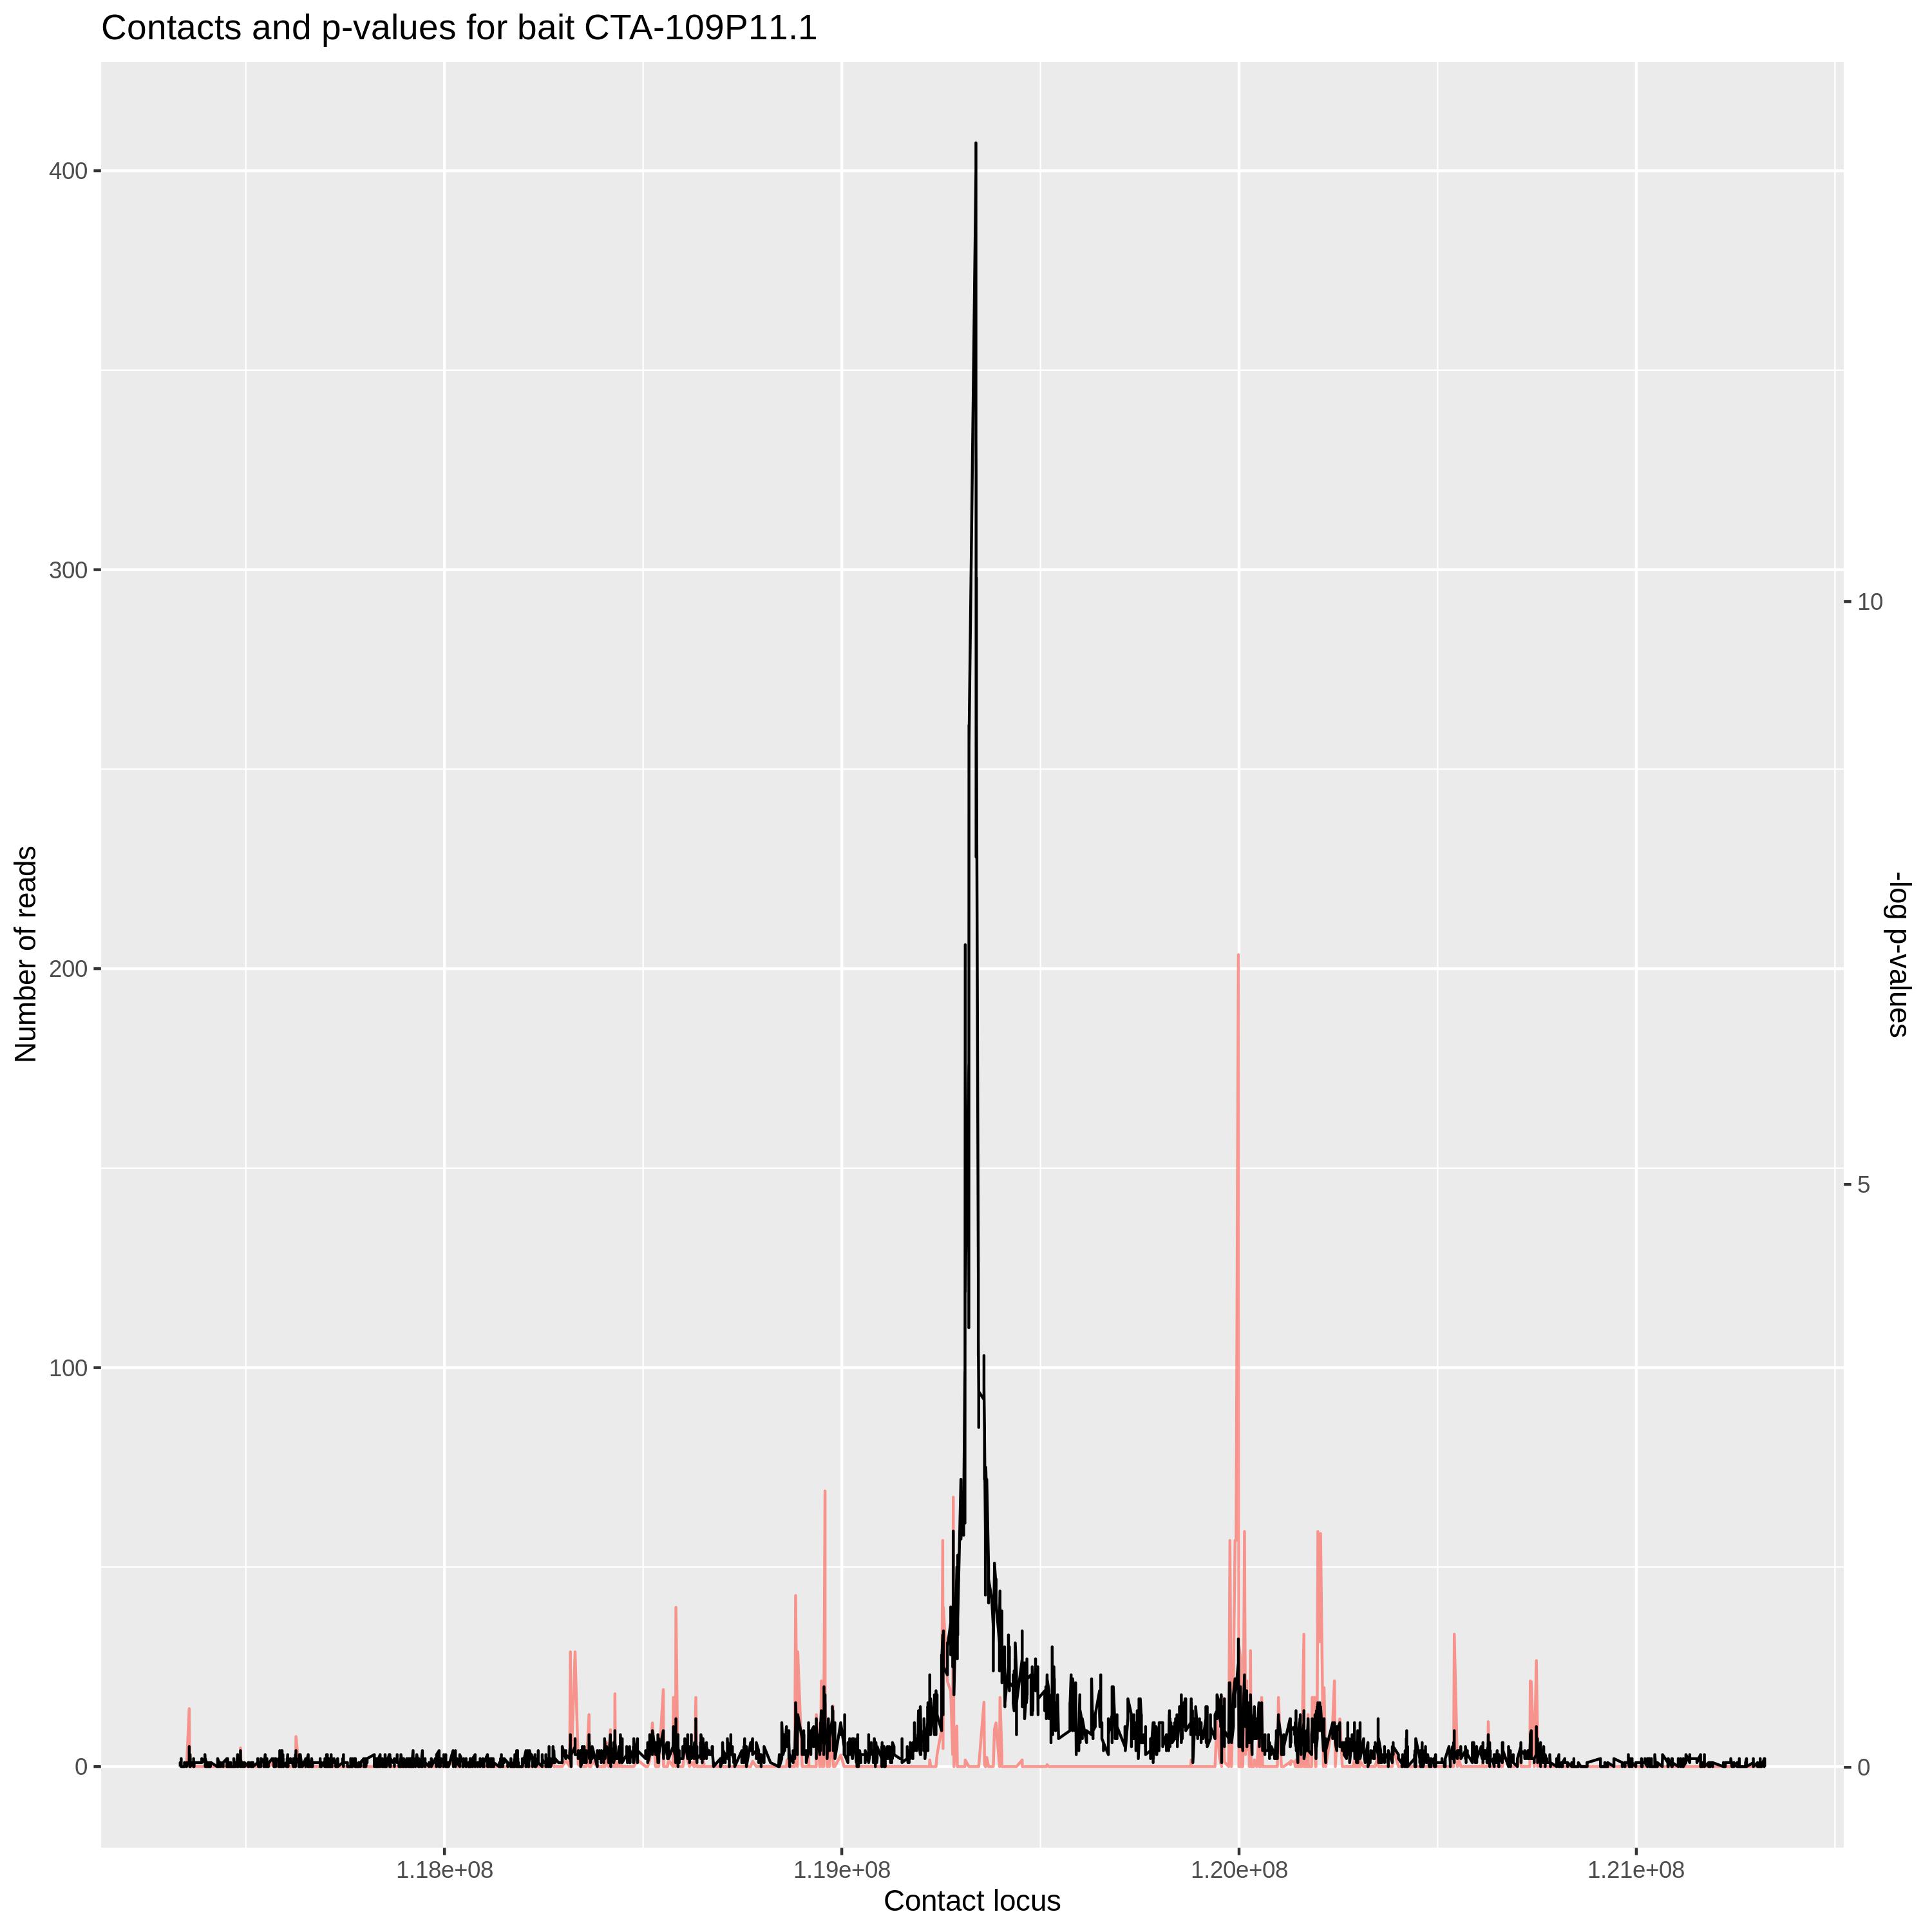 Contacts and p-values for bait CTA-109P11.1
400
300
200
100
0
Number of reads
10
5
0
-log p-values
1.18e+08
1.19e+08
1.20e+08
1.21e+08
Contact locus